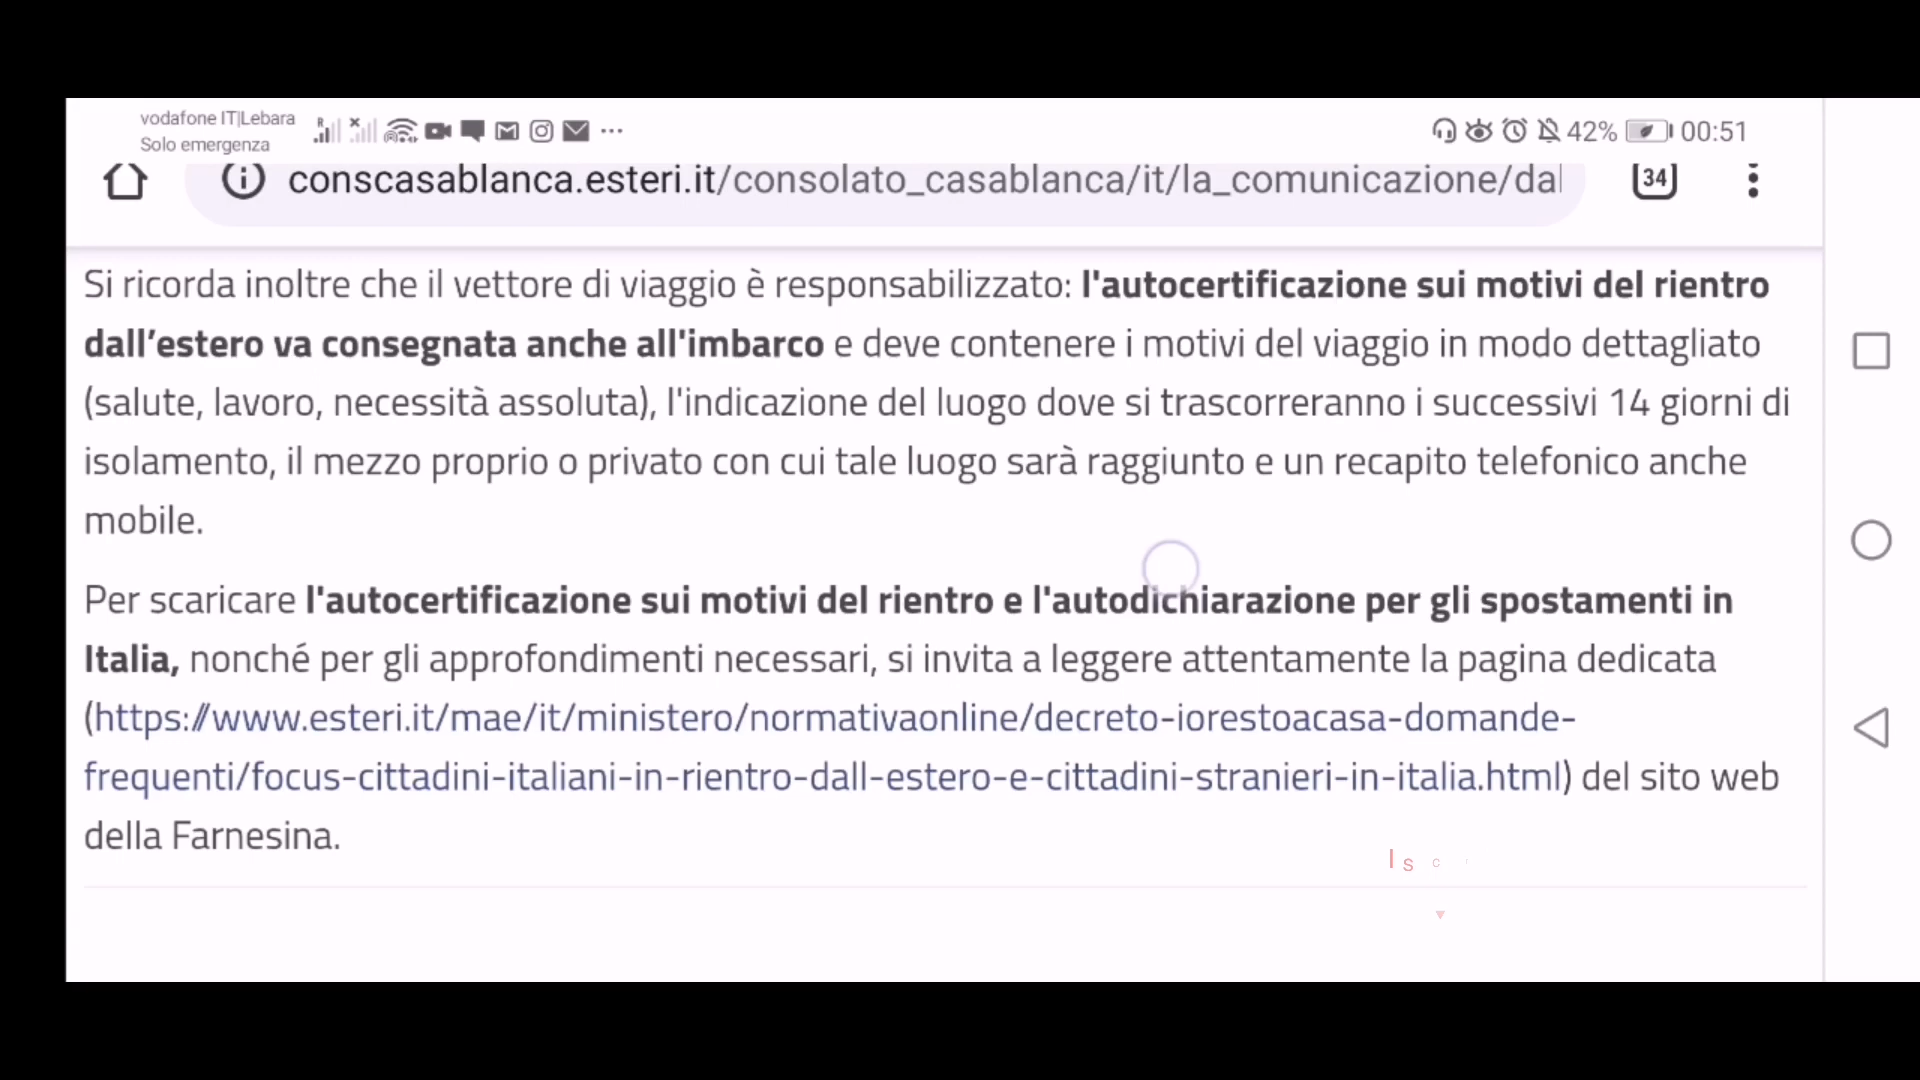 vodafone IT|Lebara
Solo emergenza
42% 00:51
conscasablanca.esteri.it/consolato_casablanca/it/la_comunicazione/dal
34
Si ricorda inoltre che il vettore di viaggio è responsabilizzato: l'autocertificazione sui motivi del rientro
dall’estero va consegnata anche all'imbarco e deve contenere i motivi del viaggio in modo dettagliato
(salute, lavoro, necessità assoluta), l'indicazione del luogo dove si trascorreranno i successivi 14 giorni di
isolamento, il mezzo proprio o privato con cui tale luogo sarà raggiunto e un recapito telefonico anche
mobile.
Per scaricare l'autocertificazione sui motivi del rientro e l'autodichiarazione per gli spostamenti in
Italia, nonché per gli approfondimenti necessari, si invita a leggere attentamente la pagina dedicata
(https://www.esteri.it/mae/it/ministero/normativaonline/decreto-iorestoacasa-domande-
frequenti/focus-cittadini-italiani-in-rientro-dall-estero-e-cittadini-stranieri-in-italia.html) del sito web
della Farnesina.
Isc